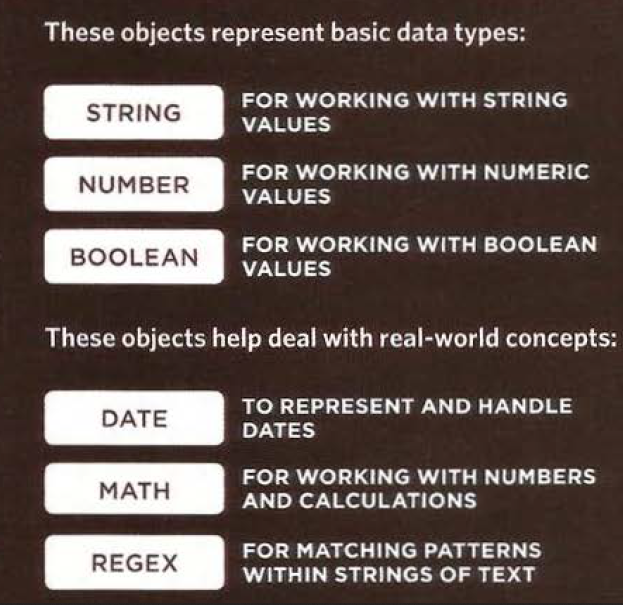 These objects represent basic data types:
STRING
FOR WORKING WITH STRING
VALUES
NUMBER
FOR WORKING WITH NUMERIC
VALUES
BOOLEAN
FOR WORKING WITH BOOLEAN
VALUES
These objects help deal with real-world concepts:
DATE
TO REPRESENT AND HANDLE
DATES
MATH
FOR WORKING WITH NUMBERS
AND CALCULATIONS
REGEX
FOR MATCHING PATTERNS
WITHIN STRINGS OF TEXT